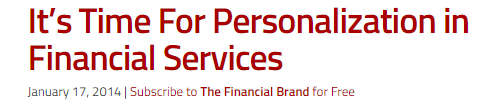 It’s Time For Personalization in
Financial Services
January 17, 2014 | Subscribe to The Financial Brand for Free